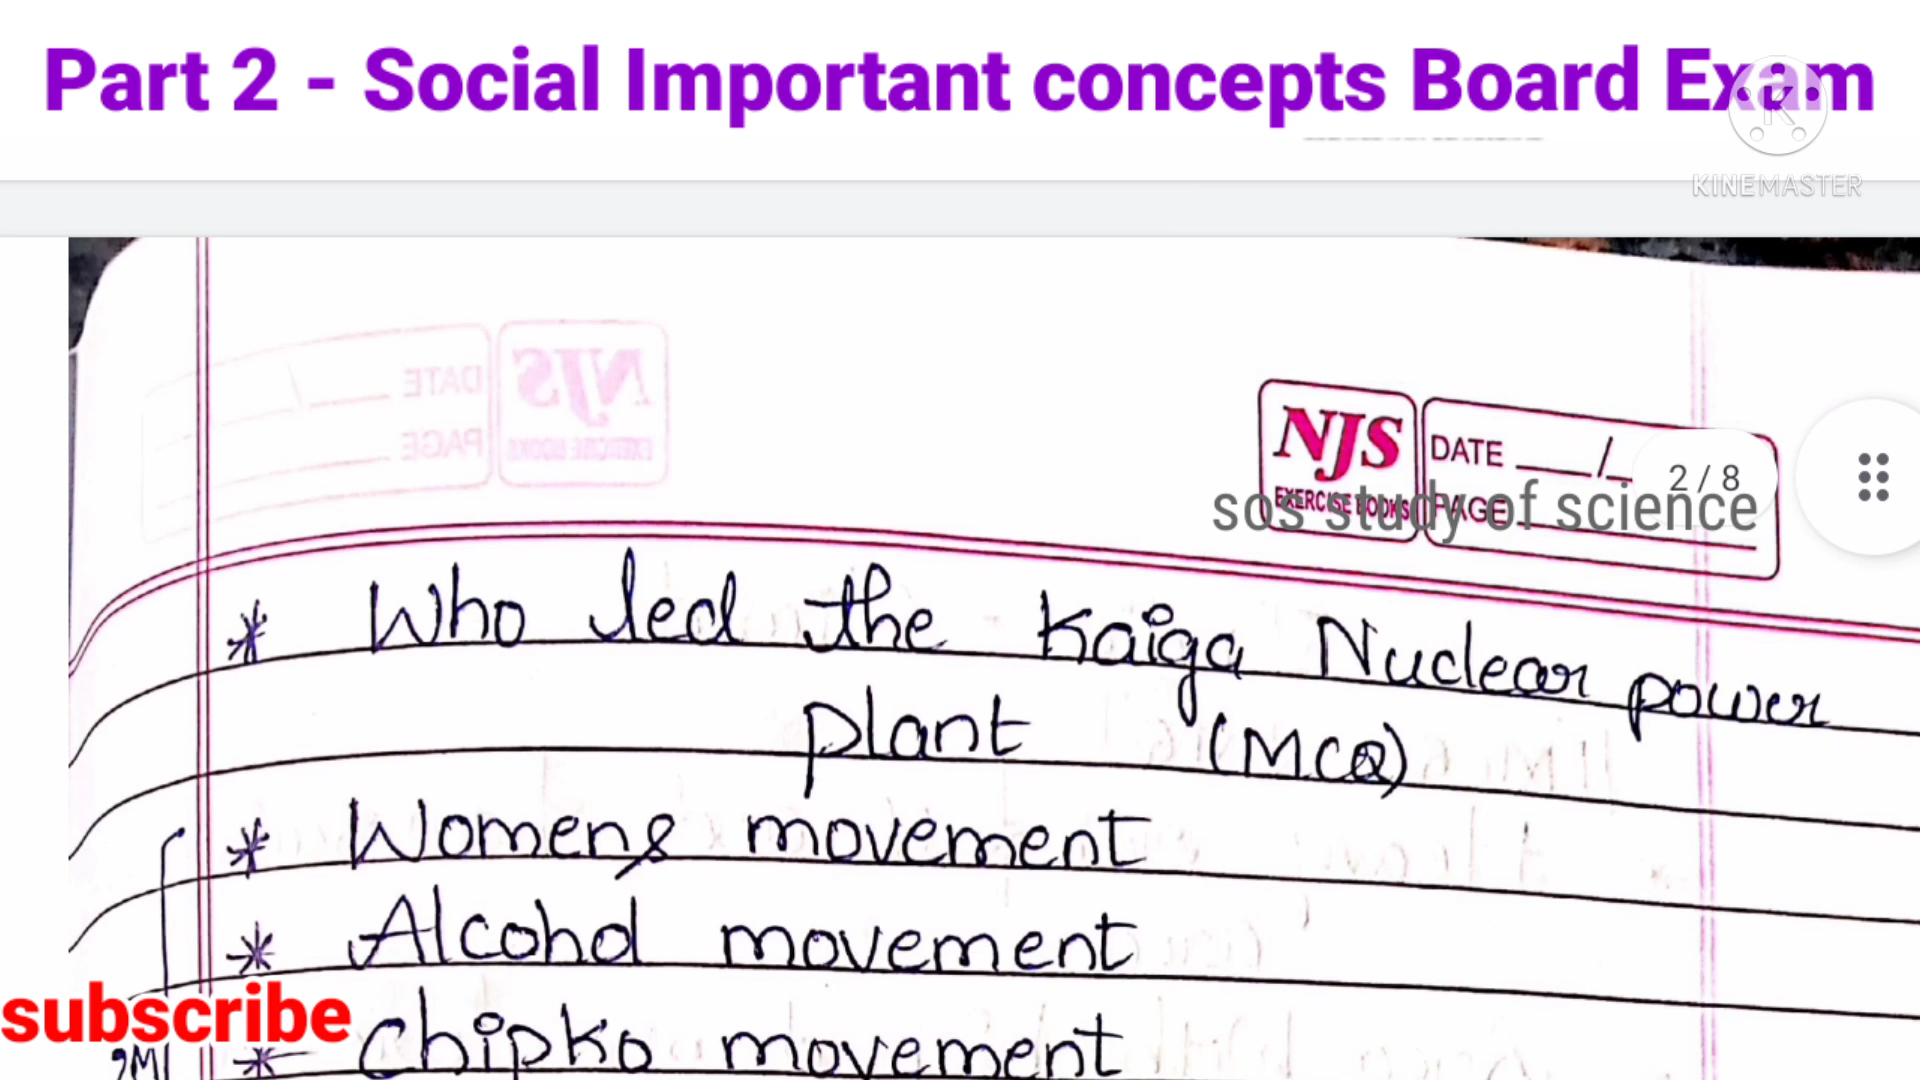 Part 2 - Social Important concepts Board Exam
KINEMASTER
NJS
EXERCISE BOOKS
DATE
PAGE
2 / 8
sos study of science
* Who led the Kaiga Nuclear power
plant (MCQ)
* Womens movement
* Alcohol movement
* Chipko movement
subscribe